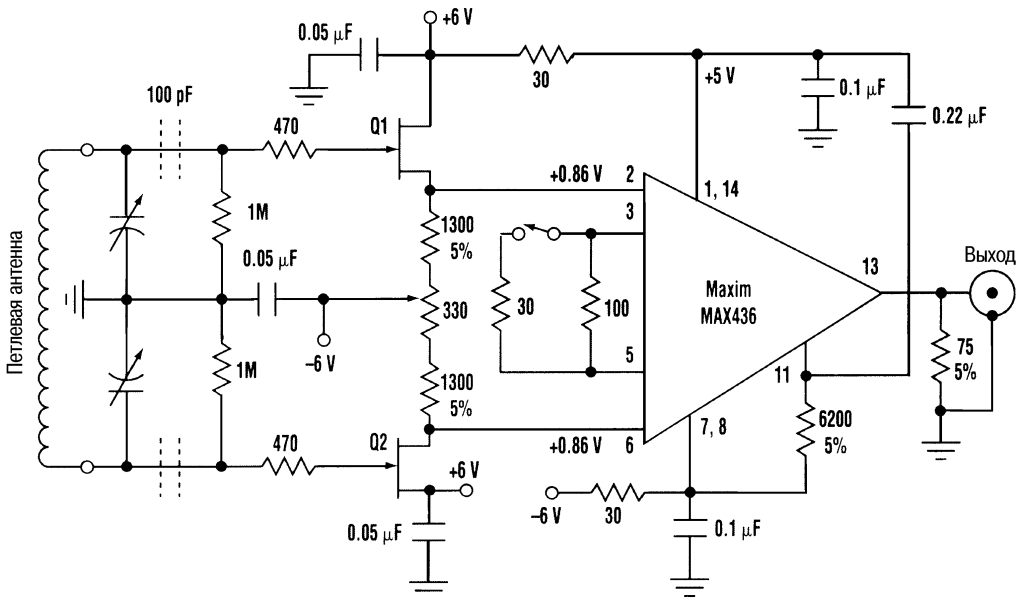 +6 V
0.05 µF
30
+5 V
0.1 µF
0.22 µF
100 pF
470
Q1
+0.86 V
2
1, 14
3
1M
1300
5%
0.05 µF
Выход
13
Петлевая антенна
30
100
Maxim
MAX436
330
–6 V
75
5%
5
1M
1300
5%
11
6200
5%
470
Q2
+0.86 V
6
7, 8
+6 V
–6 V
30
0.05 µF
0.1 µF